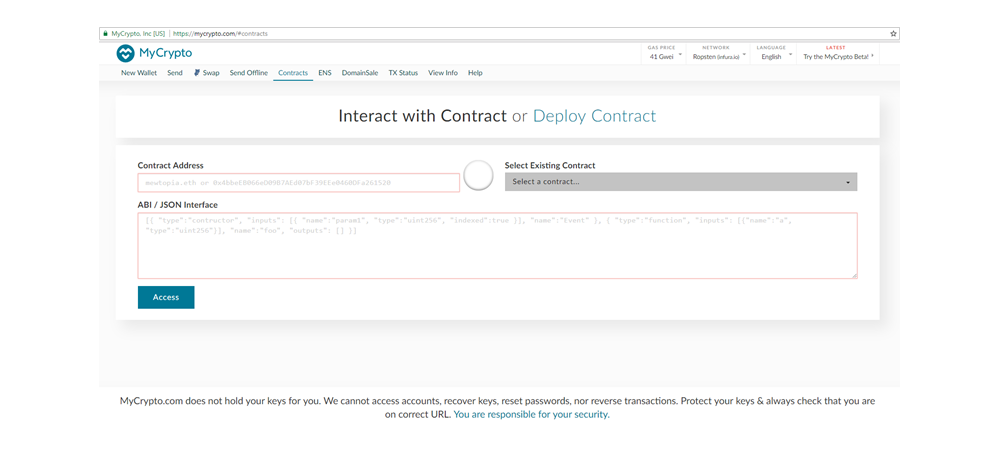 MyCrypto, Inc [US] https://mycrypto.com/#contracts
MyCrypto
GAS PRICE NETWORK LANGUAGE LATEST
41 Gwei Ropsten (infura.io) English Try the MyCrypto Beta!
New Wallet Send Swap Send Offline Contracts ENS DomainSale TX Status View Info Help
Interact with Contract or Deploy Contract
Contract Address
mewtopia.eth or 0x4bbeEB066eD09B7AEd07bF39EEe0460DFa261520
Select Existing Contract
Select a contract...
ABI / JSON Interface
[{ "type":"contructor", "inputs": [{ "name":"param1", "type":"uint256", "indexed":true }], "name":"Event" }, { "type":"function", "inputs": [{"name":"a",
"type":"uint256"}], "name":"foo", "outputs": [] }]
Access
MyCrypto.com does not hold your keys for you. We cannot access accounts, recover keys, reset passwords, nor reverse transactions. Protect your keys & always check that you are
on correct URL. You are responsible for your security.